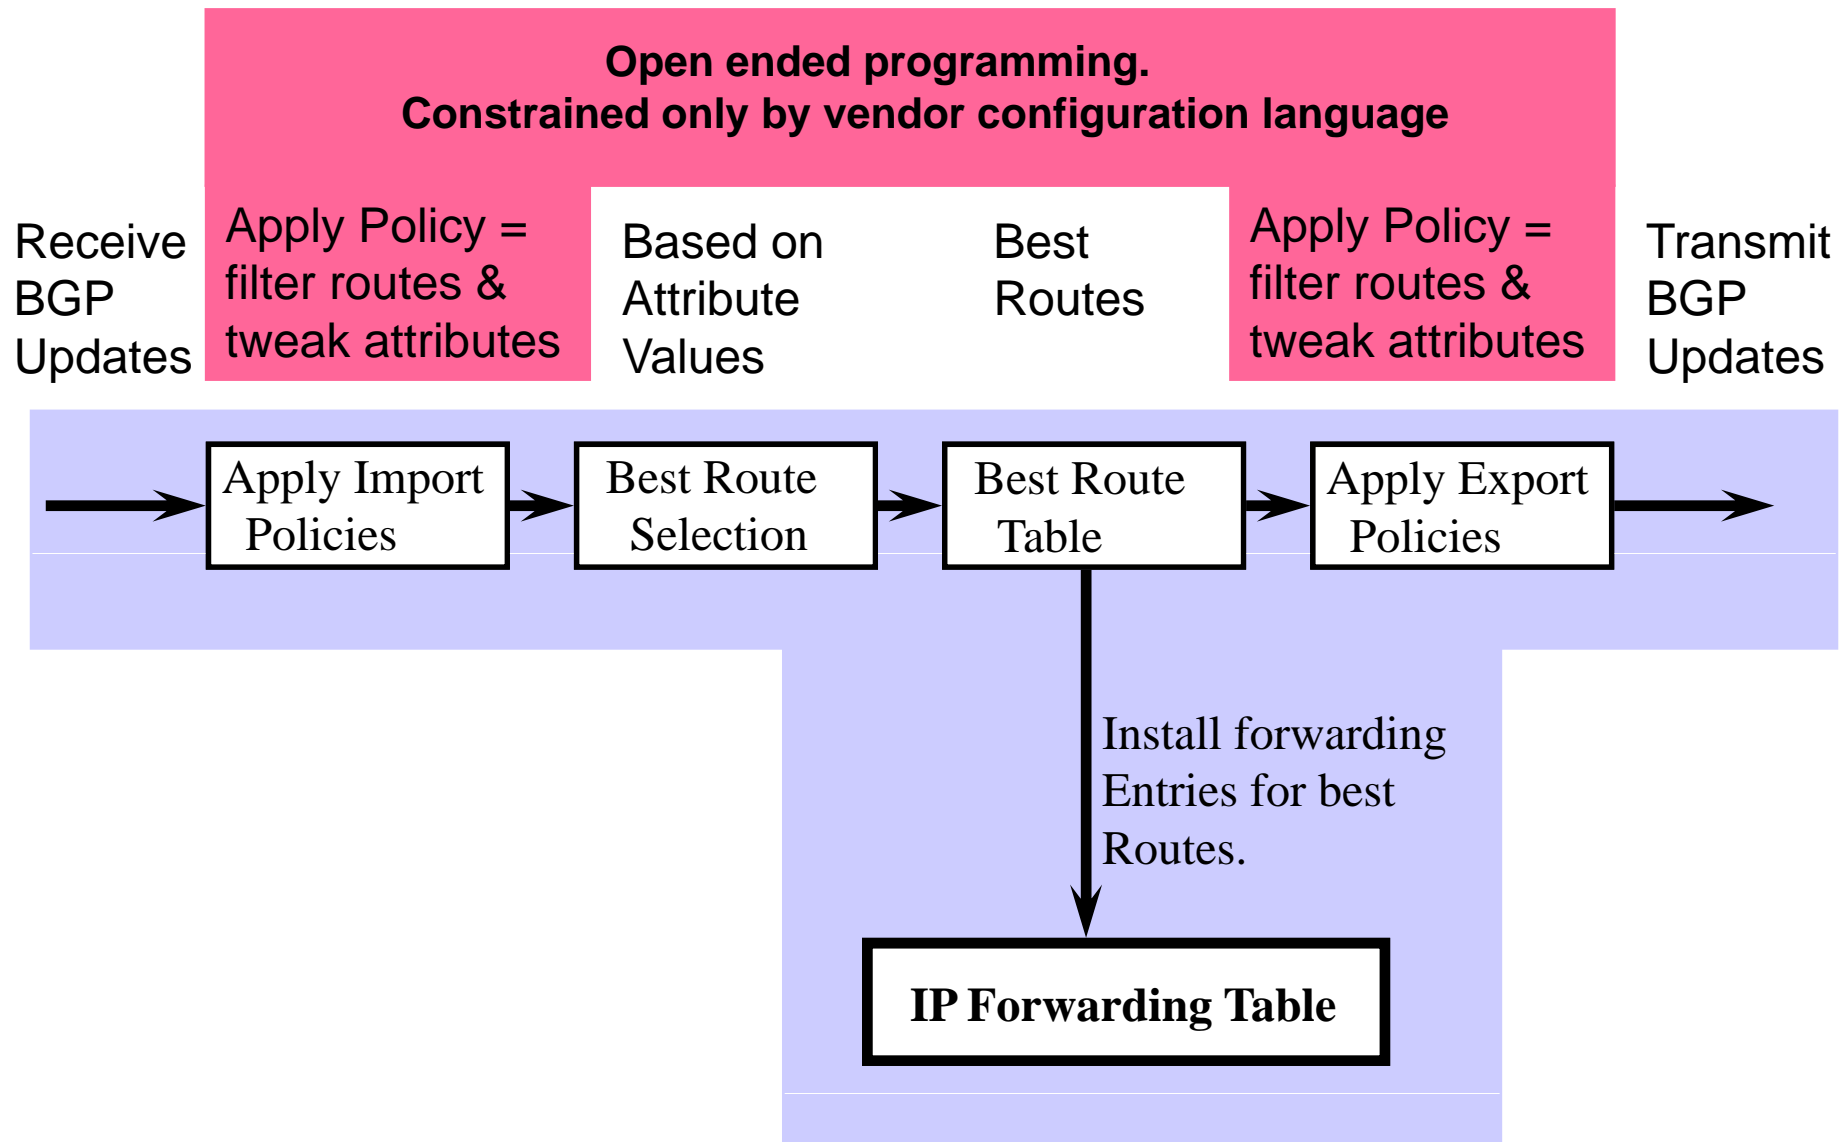 Open ended programming.
Constrained only by vendor configuration language
Receive
BGP
Updates
Apply Policy =
filter routes &
tweak attributes
Based on
Attribute
Values
Best
Routes
Apply Policy =
filter routes &
tweak attributes
Transmit
BGP
Updates
Apply Import
Policies
Best Route
Selection
Best Route
Table
Apply Export
Policies
Install forwarding
Entries for best
Routes.
IP Forwarding Table